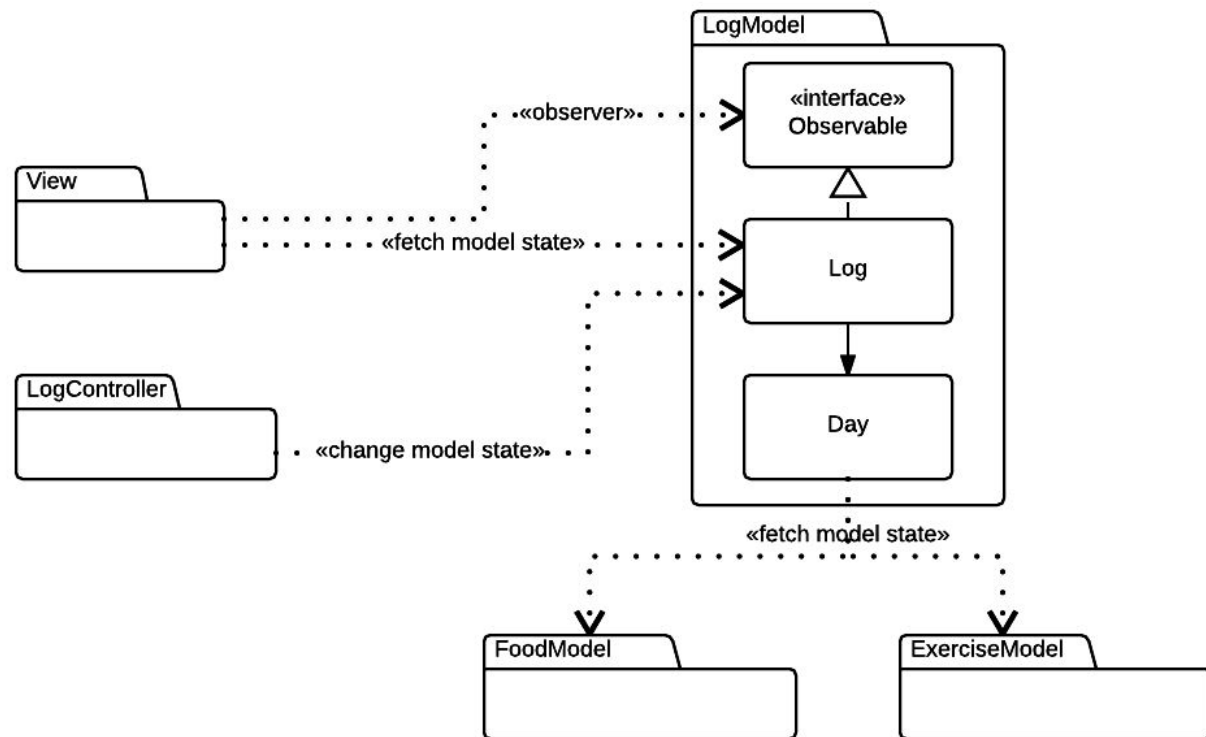 LogModel
«interface»
Observable
«observer»
View
«fetch model state»
Log
LogController
«change model state»
Day
«fetch model state»
FoodModel
ExerciseModel